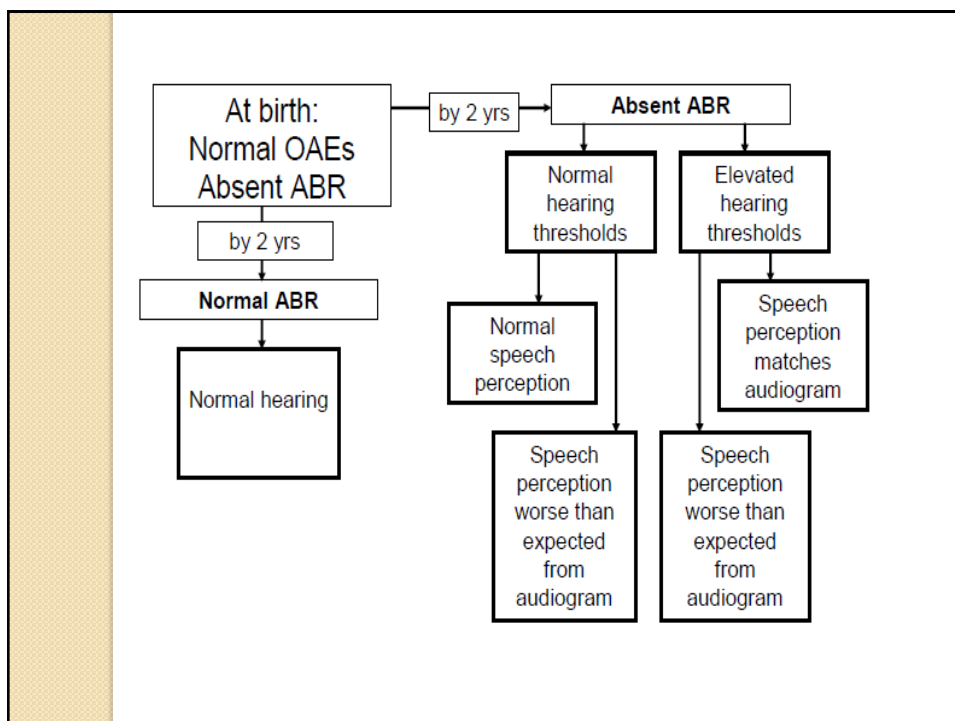 At birth:
Normal OAEs
Absent ABR
by 2 yrs
Absent ABR
by 2 yrs
Normal ABR
Normal hearing
Normal
hearing
thresholds
Elevated
hearing
thresholds
Normal
speech
perception
Speech
perception
matches
audiogram
Speech
perception
worse than
expected
from
audiogram
Speech
perception
worse than
expected
from
audiogram